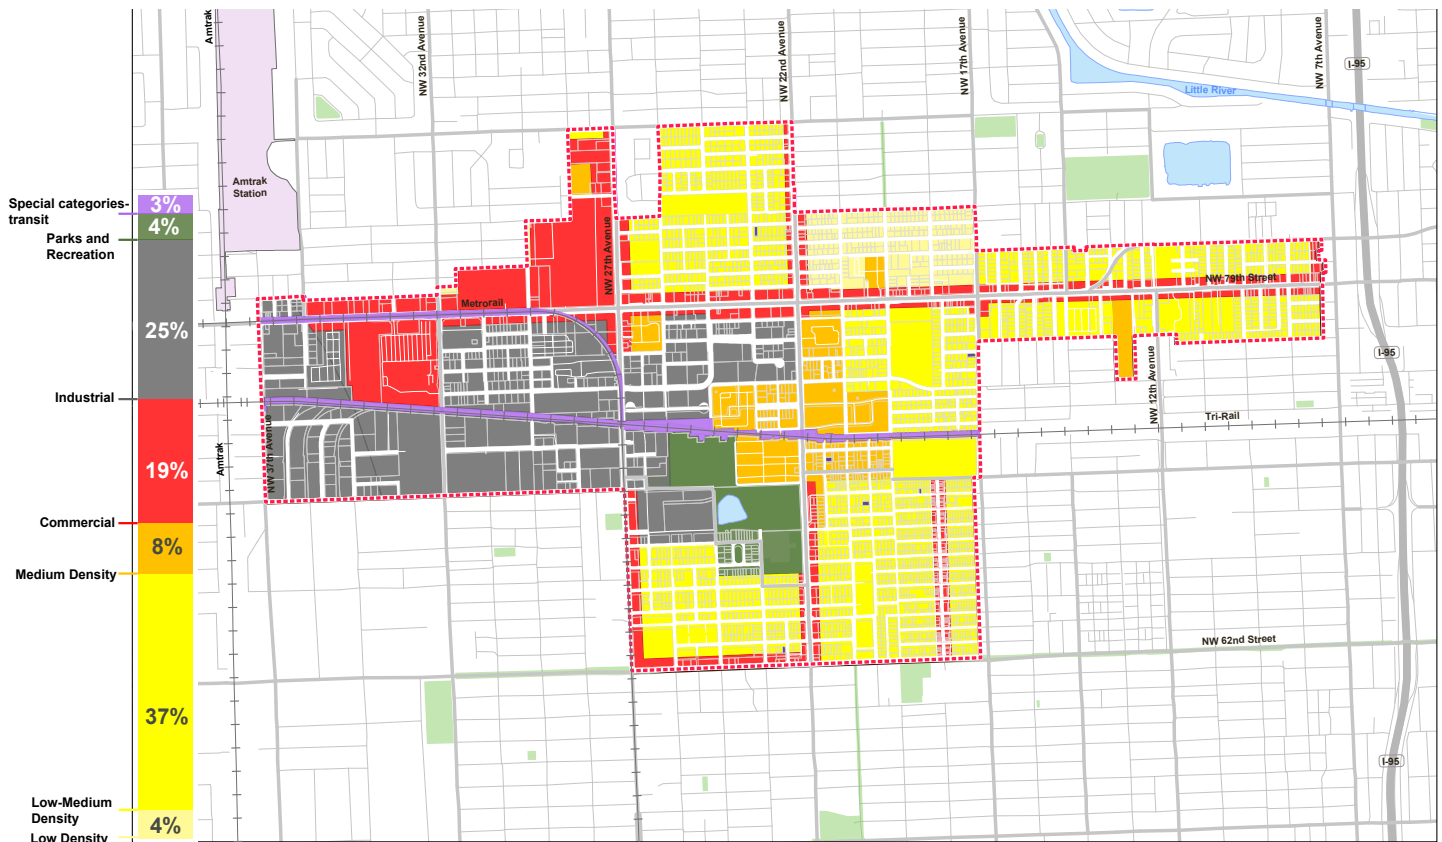 Amtrak
NW 32nd Avenue
NW 22nd Avenue
NW 17th Avenue
NW 7th Avenue
I-95
Little River
Amtrak
Station
Special categories-
transit
3%
4%
Parks and
Recreation
NW 27th Avenue
NW 79th Street
Metrorail
25%
I-95
Industrial
NW 12th Avenue
Tri-Rail
NW 37th Avenue
Amtrak
19%
Commercial
8%
Medium Density
NW 62nd Street
37%
I-95
Low-Medium
Density
4%
Low Density